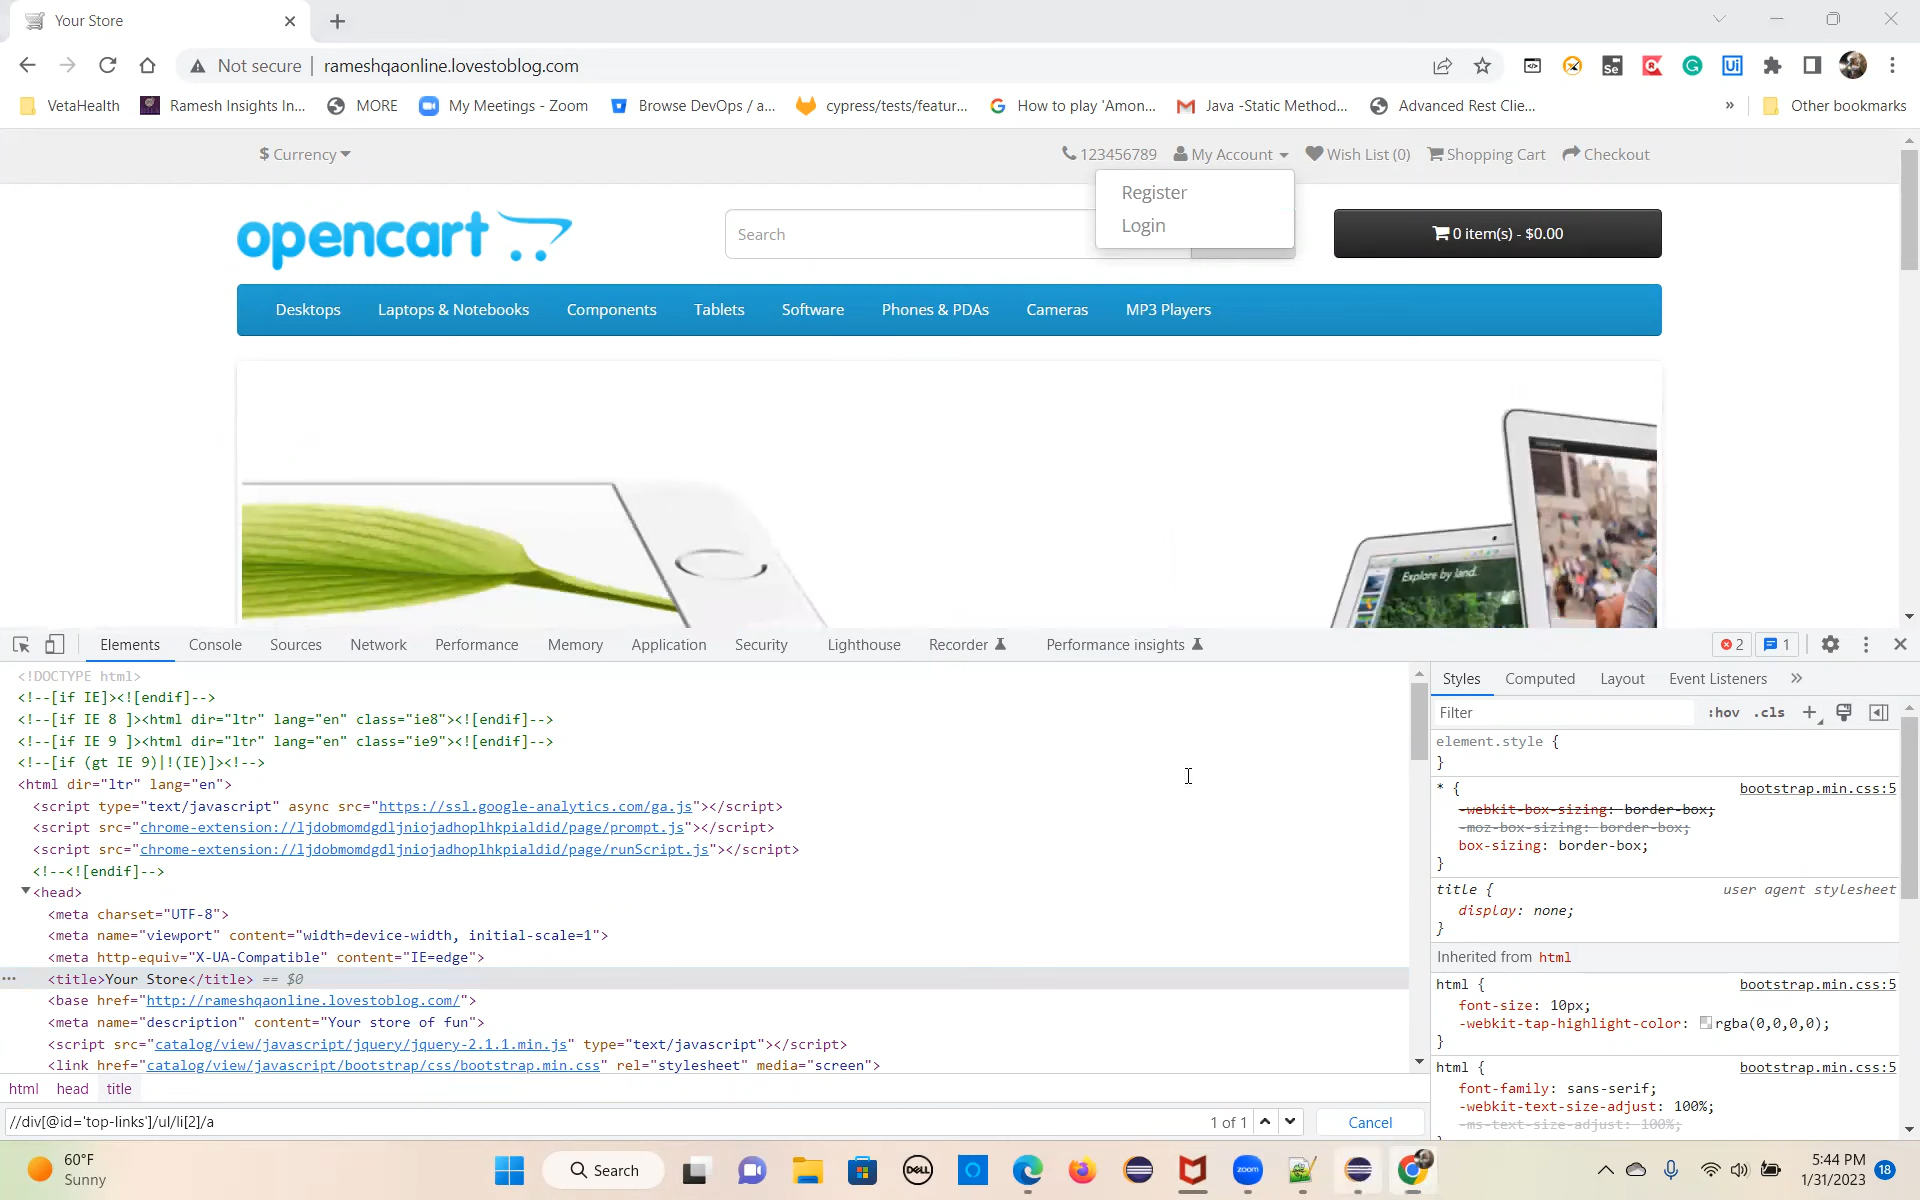 Your Store
Not secure | rameshqaonline.lovestoblog.com
VetaHealth Ramesh Insights In... MORE My Meetings - Zoom Browse DevOps / a... cypress/tests/featur... How to play 'Amon... Java -Static Method... Advanced Rest Clie... » Other bookmarks
$ Currency 123456789 My Account Wish List (0) Shopping Cart Checkout
Register
Login
opencart
Search
0 item(s) - $0.00
Desktops Laptops & Notebooks Components Tablets Software Phones & PDAs Cameras MP3 Players
Explore by land.
Elements Console Sources Network Performance Memory Application Security Lighthouse Recorder Performance insights 2 1
<!DOCTYPE html>
<!--[if IE]><![endif]-->
<!--[if IE 8 ]><html dir="ltr" lang="en" class="ie8"><![endif]-->
<!--[if IE 9 ]><html dir="ltr" lang="en" class="ie9"><![endif]-->
<!--[if (gt IE 9)|!(IE)]><!-->
<html dir="ltr" lang="en">
<script type="text/javascript" async src="https://ssl.google-analytics.com/ga.js"></script>
<script src="chrome-extension://ljdobmomdgdljniojadhoplhkpialdid/page/prompt.js"></script>
<script src="chrome-extension://ljdobmomdgdljniojadhoplhkpialdid/page/runScript.js"></script>
<!--<![endif]-->
<head>
<meta charset="UTF-8">
<meta name="viewport" content="width=device-width, initial-scale=1">
<meta http-equiv="X-UA-Compatible" content="IE=edge">
<title>Your Store</title> == $0
<base href="http://rameshqaonline.lovestoblog.com/">
<meta name="description" content="Your store of fun">
<script src="catalog/view/javascript/jquery/jquery-2.1.1.min.js" type="text/javascript"></script>
<link href="catalog/view/javascript/bootstrap/css/bootstrap.min.css" rel="stylesheet" media="screen">
html head title
//div[@id='top-links']/ul/li[2]/a 1 of 1 Cancel
Styles Computed Layout Event Listeners »
Filter :hov .cls +
element.style {
}
* { bootstrap.min.css:5
-webkit-box-sizing: border-box;
-moz-box-sizing: border-box;
box-sizing: border-box;
}
title { user agent stylesheet
display: none;
}
Inherited from html
html { bootstrap.min.css:5
font-size: 10px;
-webkit-tap-highlight-color: rgba(0,0,0,0);
}
html { bootstrap.min.css:5
font-family: sans-serif;
-webkit-text-size-adjust: 100%;
-ms-text-size-adjust: 100%;
60°F
Sunny
Search
DELL
zoom
5:44 PM
1/31/2023
18